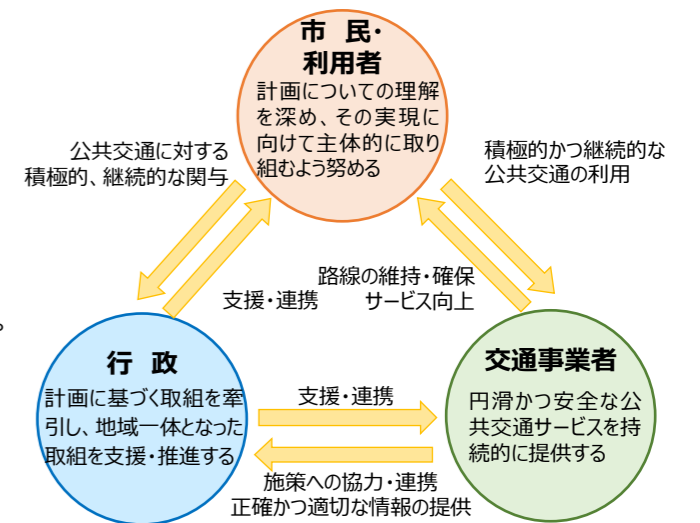 市 民・
利用者
計画についての理解
を深め、その実現に
向けて主体的に取り
組むよう努める
公共交通に対する
積極的、継続的な関与
積極的かつ継続的な
公共交通の利用
支援・連携
路線の維持・確保
サービス向上
。
行 政
計画に基づく取組を牽
引し、地域一体となった
取組を支援・推進する
支援・連携
施策への協力・連携
正確かつ適切な情報の提供
交通事業者
円滑かつ安全な公
共交通サービスを持
続的に提供する